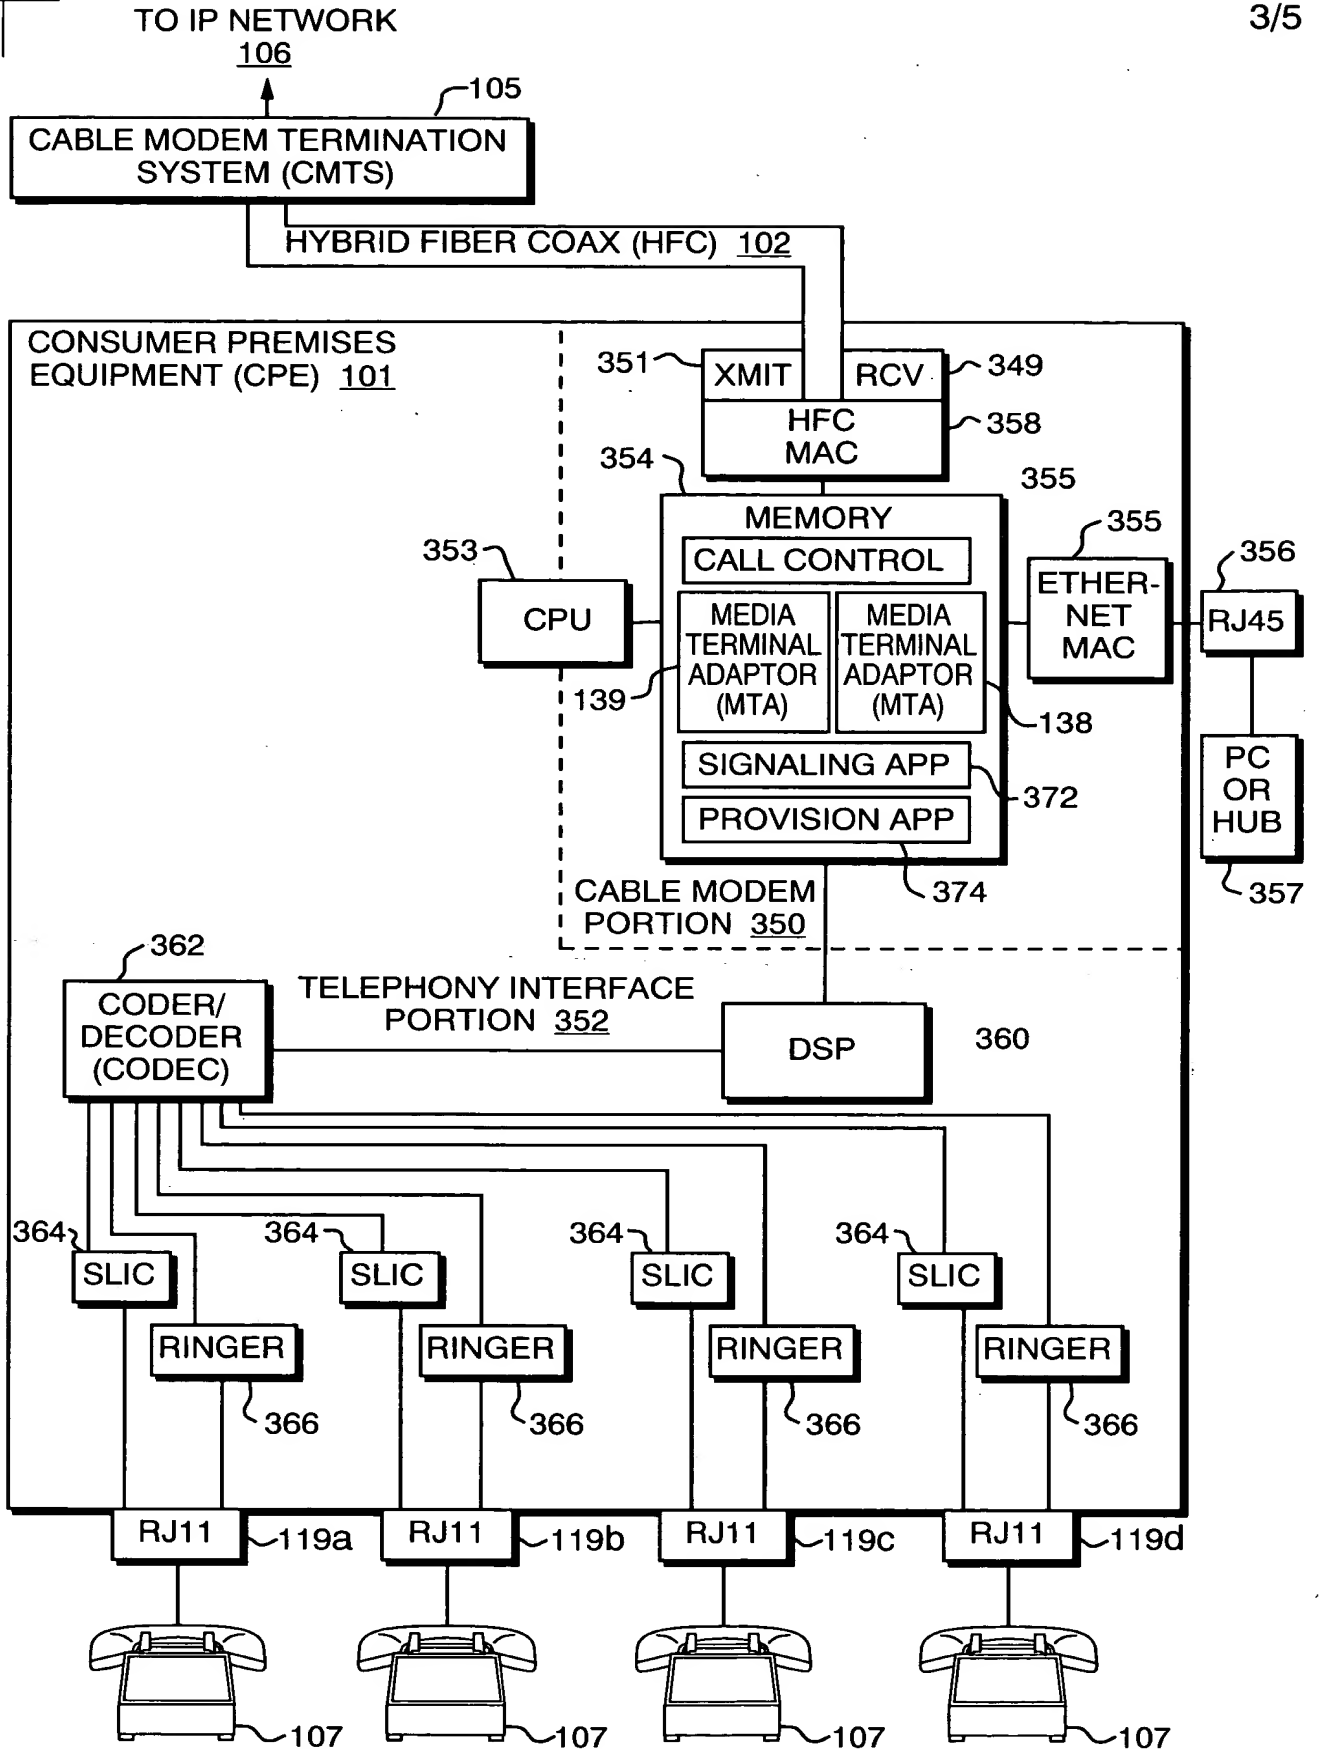 3/5
TO IP NETWORK
106
105
CABLE MODEM TERMINATION
SYSTEM (CMTS)
HYBRID FIBER COAX (HFC) 102
CONSUMER PREMISES
EQUIPMENT (CPE) 101
351
XMIT
RCV
349
HFC
MAC
358
354
355
MEMORY
CALL CONTROL
353
CPU
MEDIA
TERMINAL
ADAPTOR
(MTA)
139
MEDIA
TERMINAL
ADAPTOR
(MTA)
138
355
ETHER-
NET
MAC
356
RJ45
PC
OR
HUB
357
SIGNALING APP
372
PROVISION APP
374
CABLE MODEM
PORTION 350
362
CODER/
DECODER
(CODEC)
TELEPHONY INTERFACE
PORTION 352
DSP
360
364
SLIC
364
SLIC
364
SLIC
364
SLIC
RINGER
RINGER
RINGER
RINGER
366
366
366
366
RJ11
119a
RJ11
119b
RJ11
119c
RJ11
119d
107
107
107
107